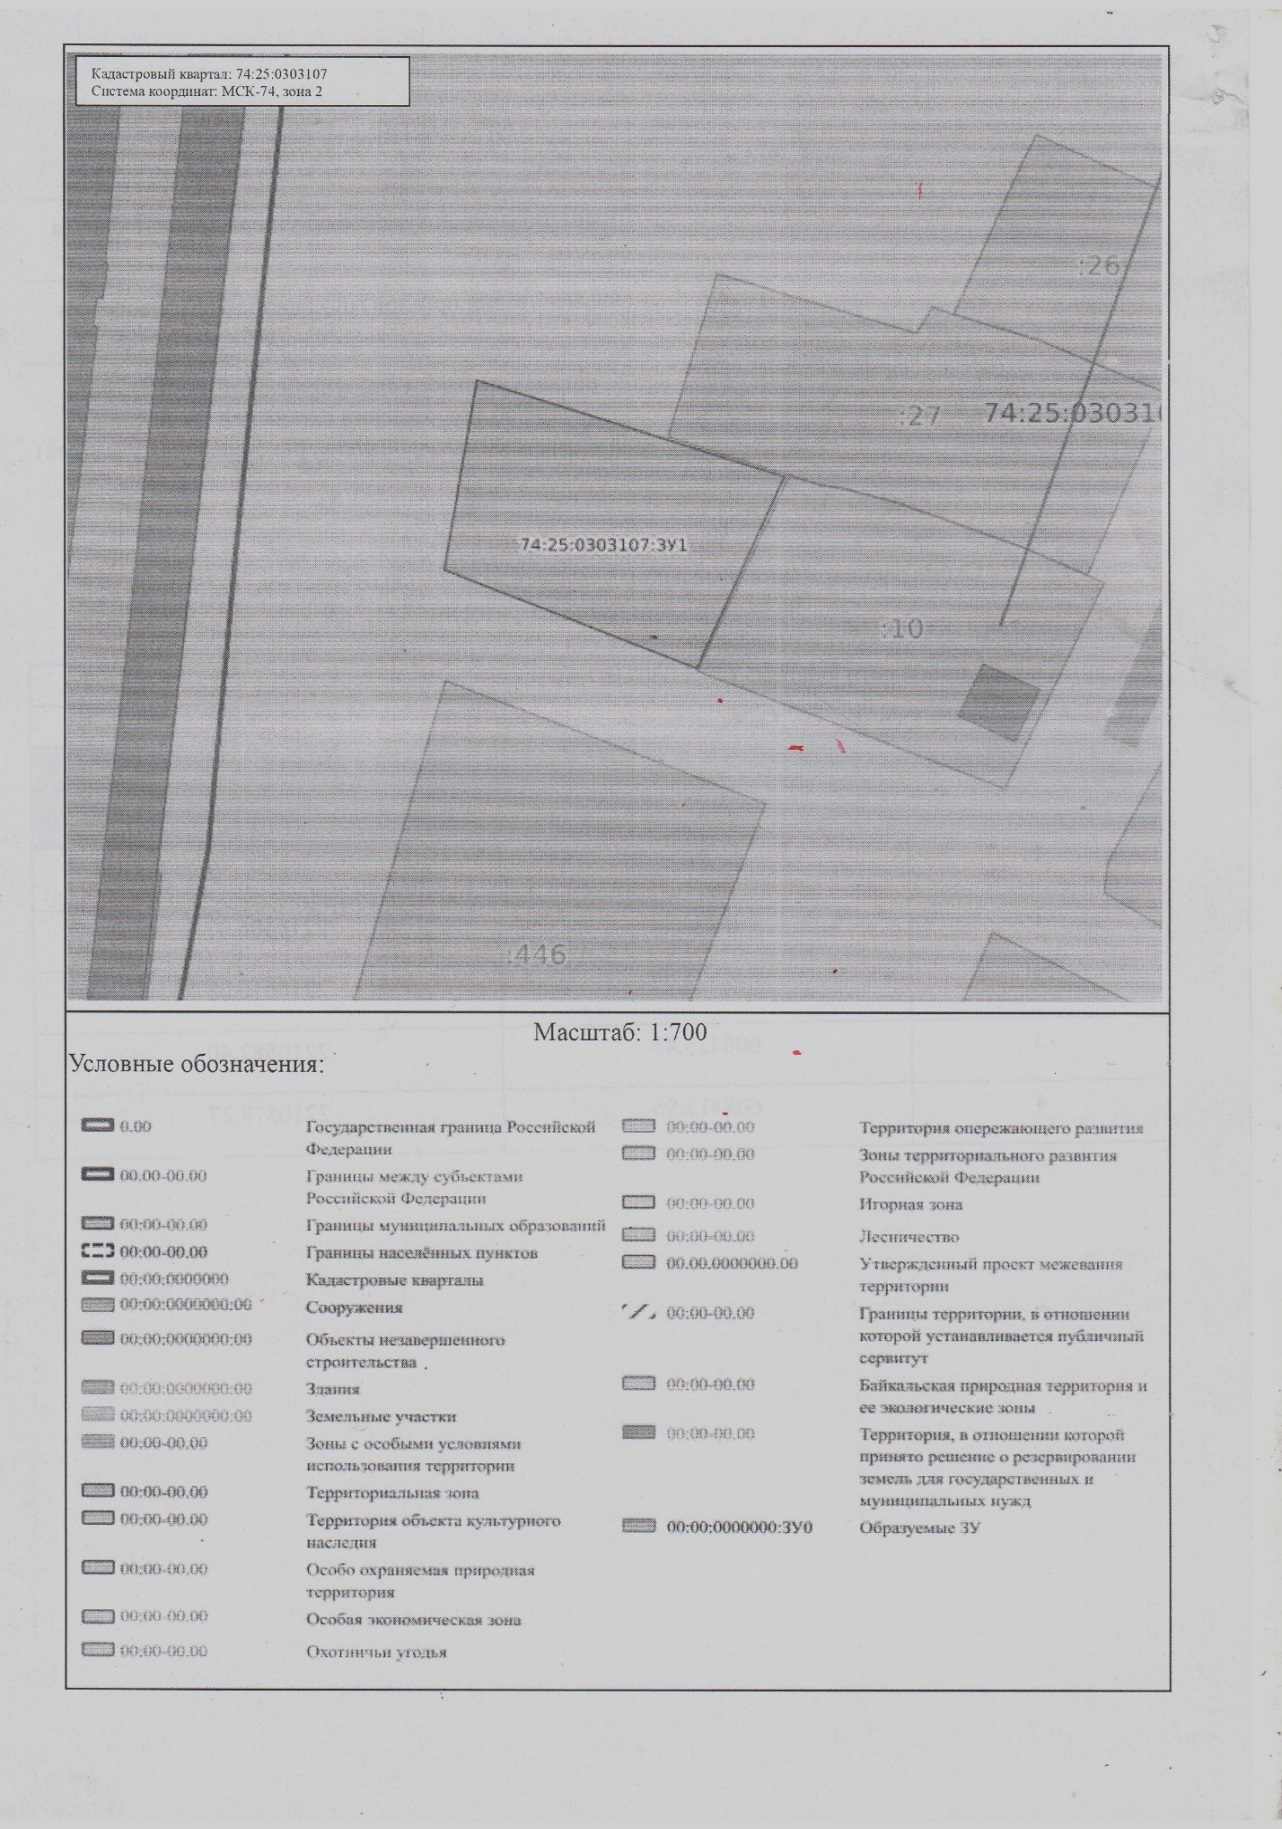 Кадастровый квартал: 74:25:0303107
Система координат: МСК-74, зона 2
:26
:27
74:25:030310
74:25:0303107:ЗУ1
:10
:446
Масштаб: 1:700
Условные обозначения:
0.00 Государственная граница Российской
Федерации
00.00-00.00 Границы между субъектами
Российской Федерации
00:00-00.00 Границы муниципальных образований
00:00-00.00 Границы населённых пунктов
00:00:0000000 Кадастровые кварталы
00:00:0000000:00 Сооружения
00:00:0000000:00 Объекты незавершенного
строительства
00:00:0000000:00 Здания
00:00:0000000:00 Земельные участки
00:00-00.00 Зоны с особыми условиями
использования территории
00:00-00.00 Территориальная зона
00:00-00.00 Территория объекта культурного
наследия
00:00-00.00 Особо охраняемая природная
территория
00:00-00.00 Особая экономическая зона
00:00-00.00 Охотничьи угодья
00:00-00.00 Территория опережающего развития
00:00-00.00 Зоны территориального развития
Российской Федерации
00:00-00.00 Игорная зона
00:00-00.00 Лесничество
00.00.0000000.00 Утвержденный проект межевания
территории
00:00-00.00 Границы территории, в отношении
которой устанавливается публичный
сервитут
00:00-00.00 Байкальская природная территория и
ее экологические зоны
00:00-00.00 Территория, в отношении которой
принято решение о резервировании
земель для государственных и
муниципальных нужд
00:00:0000000:ЗУ0 Образуемые ЗУ